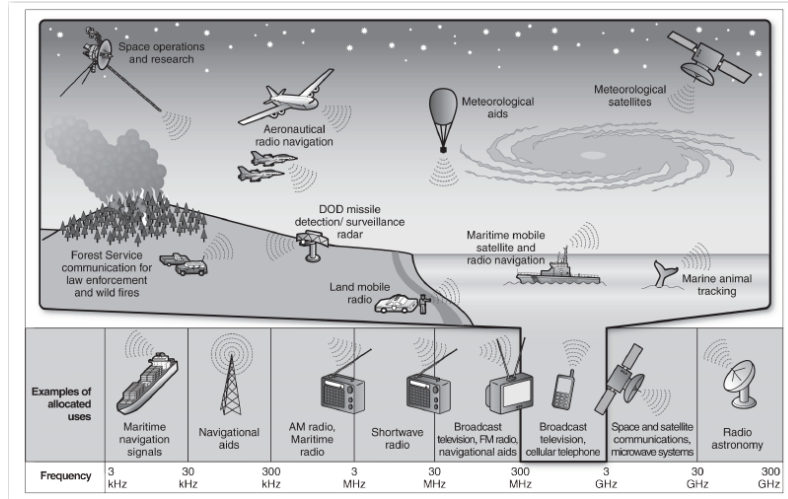 Space operations
and research
Meteorological
satellites
Meteorological
aids
Aeronautical
radio navigation
DOD missile
detection/ surveillance
radar
Maritime mobile
satellite and
radio navigation
Forest Service
communication for
law enforcement
and wild fires
Land mobile
radio
Marine animal
tracking
Examples of
allocated
uses
Maritime
navigation
signals
Navigational
aids
AM radio,
Maritime
radio
Shortwave
radio
Broadcast
television, FM radio,
navigational aids
Broadcast
television,
cellular telephone
Space and satellite
communications,
microwave systems
Radio
astronomy
Frequency
3 30 300 3 30 300 3 30 300
kHz kHz kHz MHz MHz MHz GHz GHz GHz